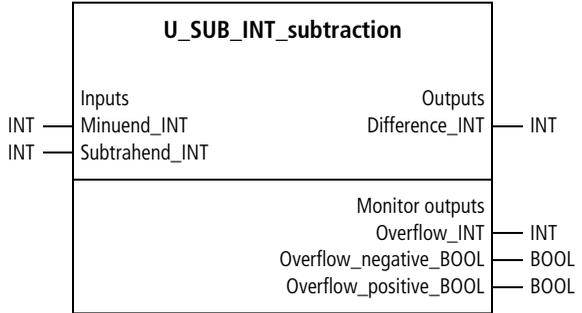 U_SUB_INT_subtraction
Inputs Outputs
INT Minuend_INT Difference_INT INT
INT Subtrahend_INT
Monitor outputs
Overflow_INT INT
Overflow_negative_BOOL BOOL
Overflow_positive_BOOL BOOL